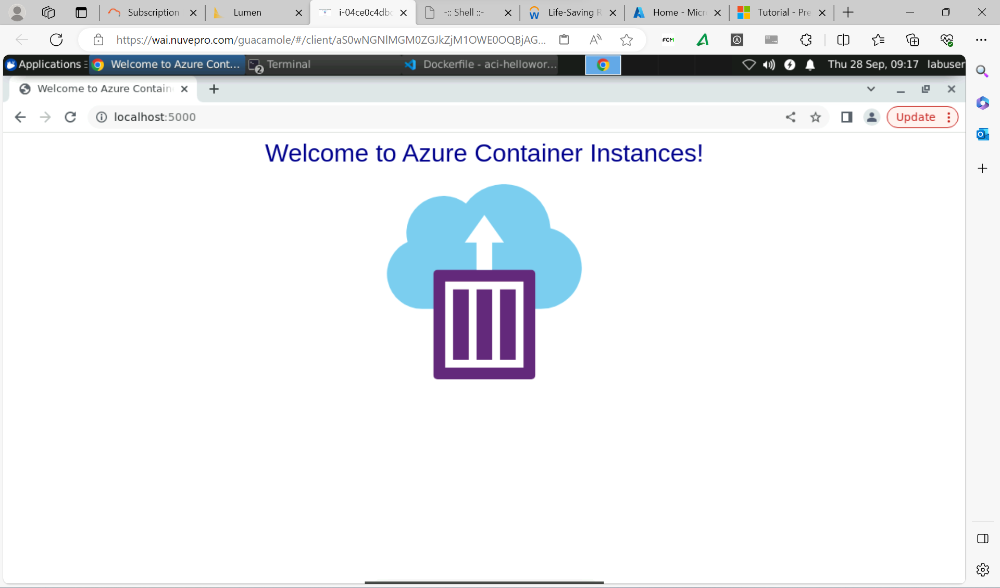 Subscription
Lumen
i-04ce0c4dbc
-:: Shell ::-
Life-Saving R
Home - Micr
Tutorial - Pre
https://wai.nuvepro.com/guacamole/#/client/aS0wNGNlMGM0ZGJkZjM1OWE0OQBjAG...
FCM
Applications
Welcome to Azure Cont...
2
Terminal
Dockerfile - aci-hellowor...
Thu 28 Sep, 09:17
labuser
Welcome to Azure Contain
localhost:5000
Update
Welcome to Azure Container Instances!